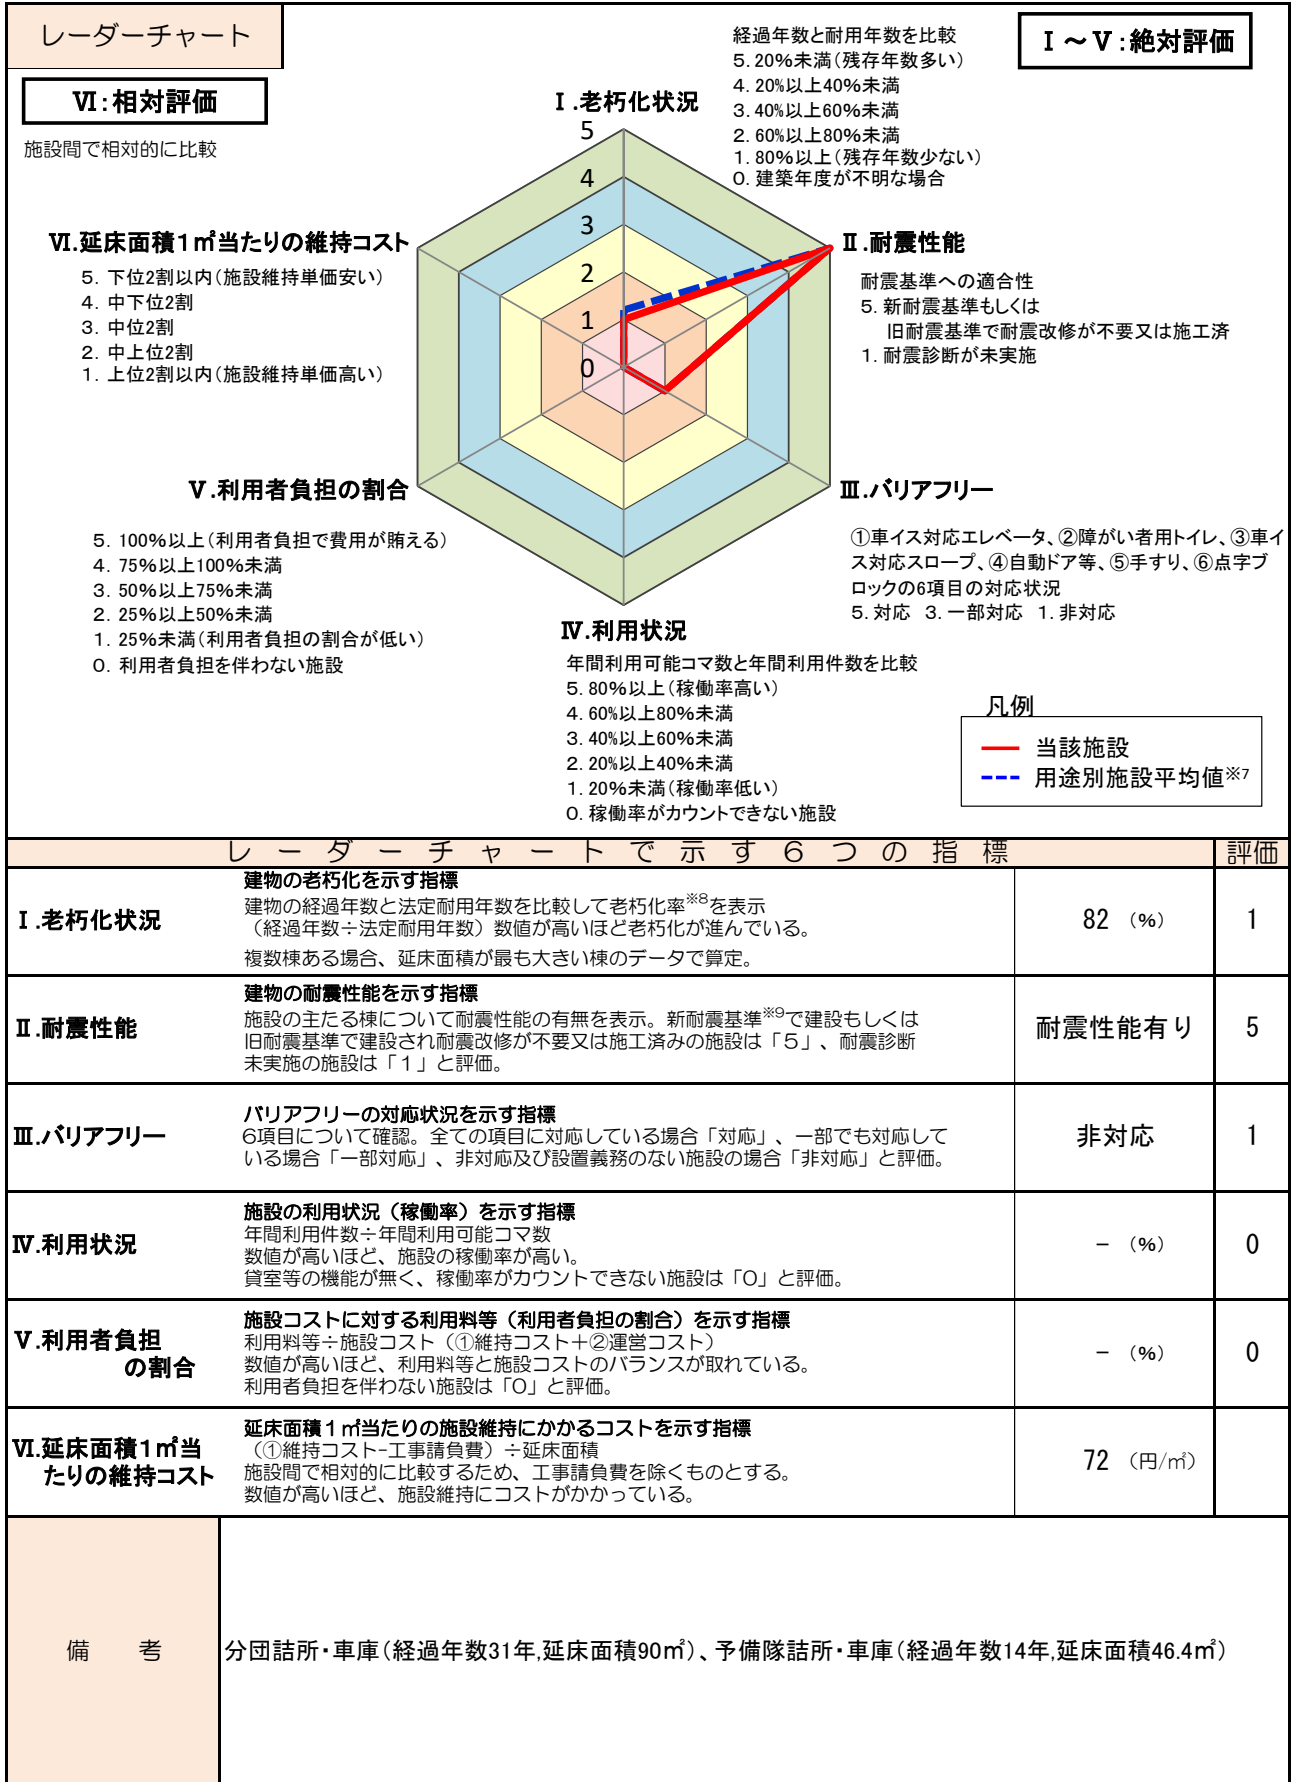 レーダーチャート
Ⅰ～Ⅴ:絶対評価
Ⅵ:相対評価
施設間で相対的に比較
Ⅰ.老朽化状況
経過年数と耐用年数を比較
5.20％未満(残存年数多い)
4.20％以上40％未満
3.40％以上60％未満
2.60％以上80％未満
1.80％以上(残存年数少ない)
0.建築年度が不明な場合
5
4
3
2
1
0
Ⅱ.耐震性能
耐震基準への適合性
5.新耐震基準もしくは
旧耐震基準で耐震改修が不要又は施工済
1.耐震診断が未実施
Ⅲ.バリアフリー
①車イス対応エレベータ、②障がい者用トイレ、③車イ
ス対応スロープ、④自動ドア等、⑤手すり、⑥点字ブ
ロックの6項目の対応状況
5.対応 3.一部対応 1.非対応
Ⅳ.利用状況
年間利用可能コマ数と年間利用件数を比較
5.80％以上(稼働率高い)
4.60％以上80％未満
3.40％以上60％未満
2.20％以上40％未満
1.20％未満(稼働率低い)
0.稼働率がカウントできない施設
Ⅴ.利用者負担の割合
5.100％以上(利用者負担で費用が賄える)
4.75％以上100％未満
3.50％以上75％未満
2.25％以上50％未満
1.25％未満(利用者負担の割合が低い)
0.利用者負担を伴わない施設
Ⅵ.延床面積1㎡当たりの維持コスト
5.下位2割以内(施設維持単価安い)
4.中下位2割
3.中位2割
2.中上位2割
1.上位2割以内(施設維持単価高い)
凡例
当該施設
用途別施設平均値※7
レーダーチャートで示す6つの指標 評価
Ⅰ.老朽化状況
建物の老朽化を示す指標
建物の経過年数と法定耐用年数を比較して老朽化率※8を表示
（経過年数÷法定耐用年数）数値が高いほど老朽化が進んでいる。
複数棟ある場合、延床面積が最も大きい棟のデータで算定。
82 (%) 1
Ⅱ.耐震性能
建物の耐震性能を示す指標
施設の主たる棟について耐震性能の有無を表示。新耐震基準※9で建設もしくは
旧耐震基準で建設され耐震改修が不要又は施工済みの施設は「5」、耐震診断
未実施の施設は「1」と評価。
耐震性能有り 5
Ⅲ.バリアフリー
バリアフリーの対応状況を示す指標
6項目について確認。全ての項目に対応している場合「対応」、一部でも対応して
いる場合「一部対応」、非対応及び設置義務のない施設の場合「非対応」と評価。
非対応 1
Ⅳ.利用状況
施設の利用状況（稼働率）を示す指標
年間利用件数÷年間利用可能コマ数
数値が高いほど、施設の稼働率が高い。
貸室等の機能が無く、稼働率がカウントできない施設は「0」と評価。
－ (%) 0
Ⅴ.利用者負担
の割合
施設コストに対する利用料等（利用者負担の割合）を示す指標
利用料等÷施設コスト（①維持コスト＋②運営コスト）
数値が高いほど、利用料等と施設コストのバランスが取れている。
利用者負担を伴わない施設は「0」と評価。
－ (%) 0
Ⅵ.延床面積1㎡当
たりの維持コスト
延床面積1㎡当たりの施設維持にかかるコストを示す指標
（①維持コスト-工事請負費）÷延床面積
施設間で相対的に比較するため、工事請負費を除くものとする。
数値が高いほど、施設維持にコストがかかっている。
72 (円/㎡)
備 考
分団詰所・車庫(経過年数31年,延床面積90㎡)、予備隊詰所・車庫(経過年数14年,延床面積46.4㎡)